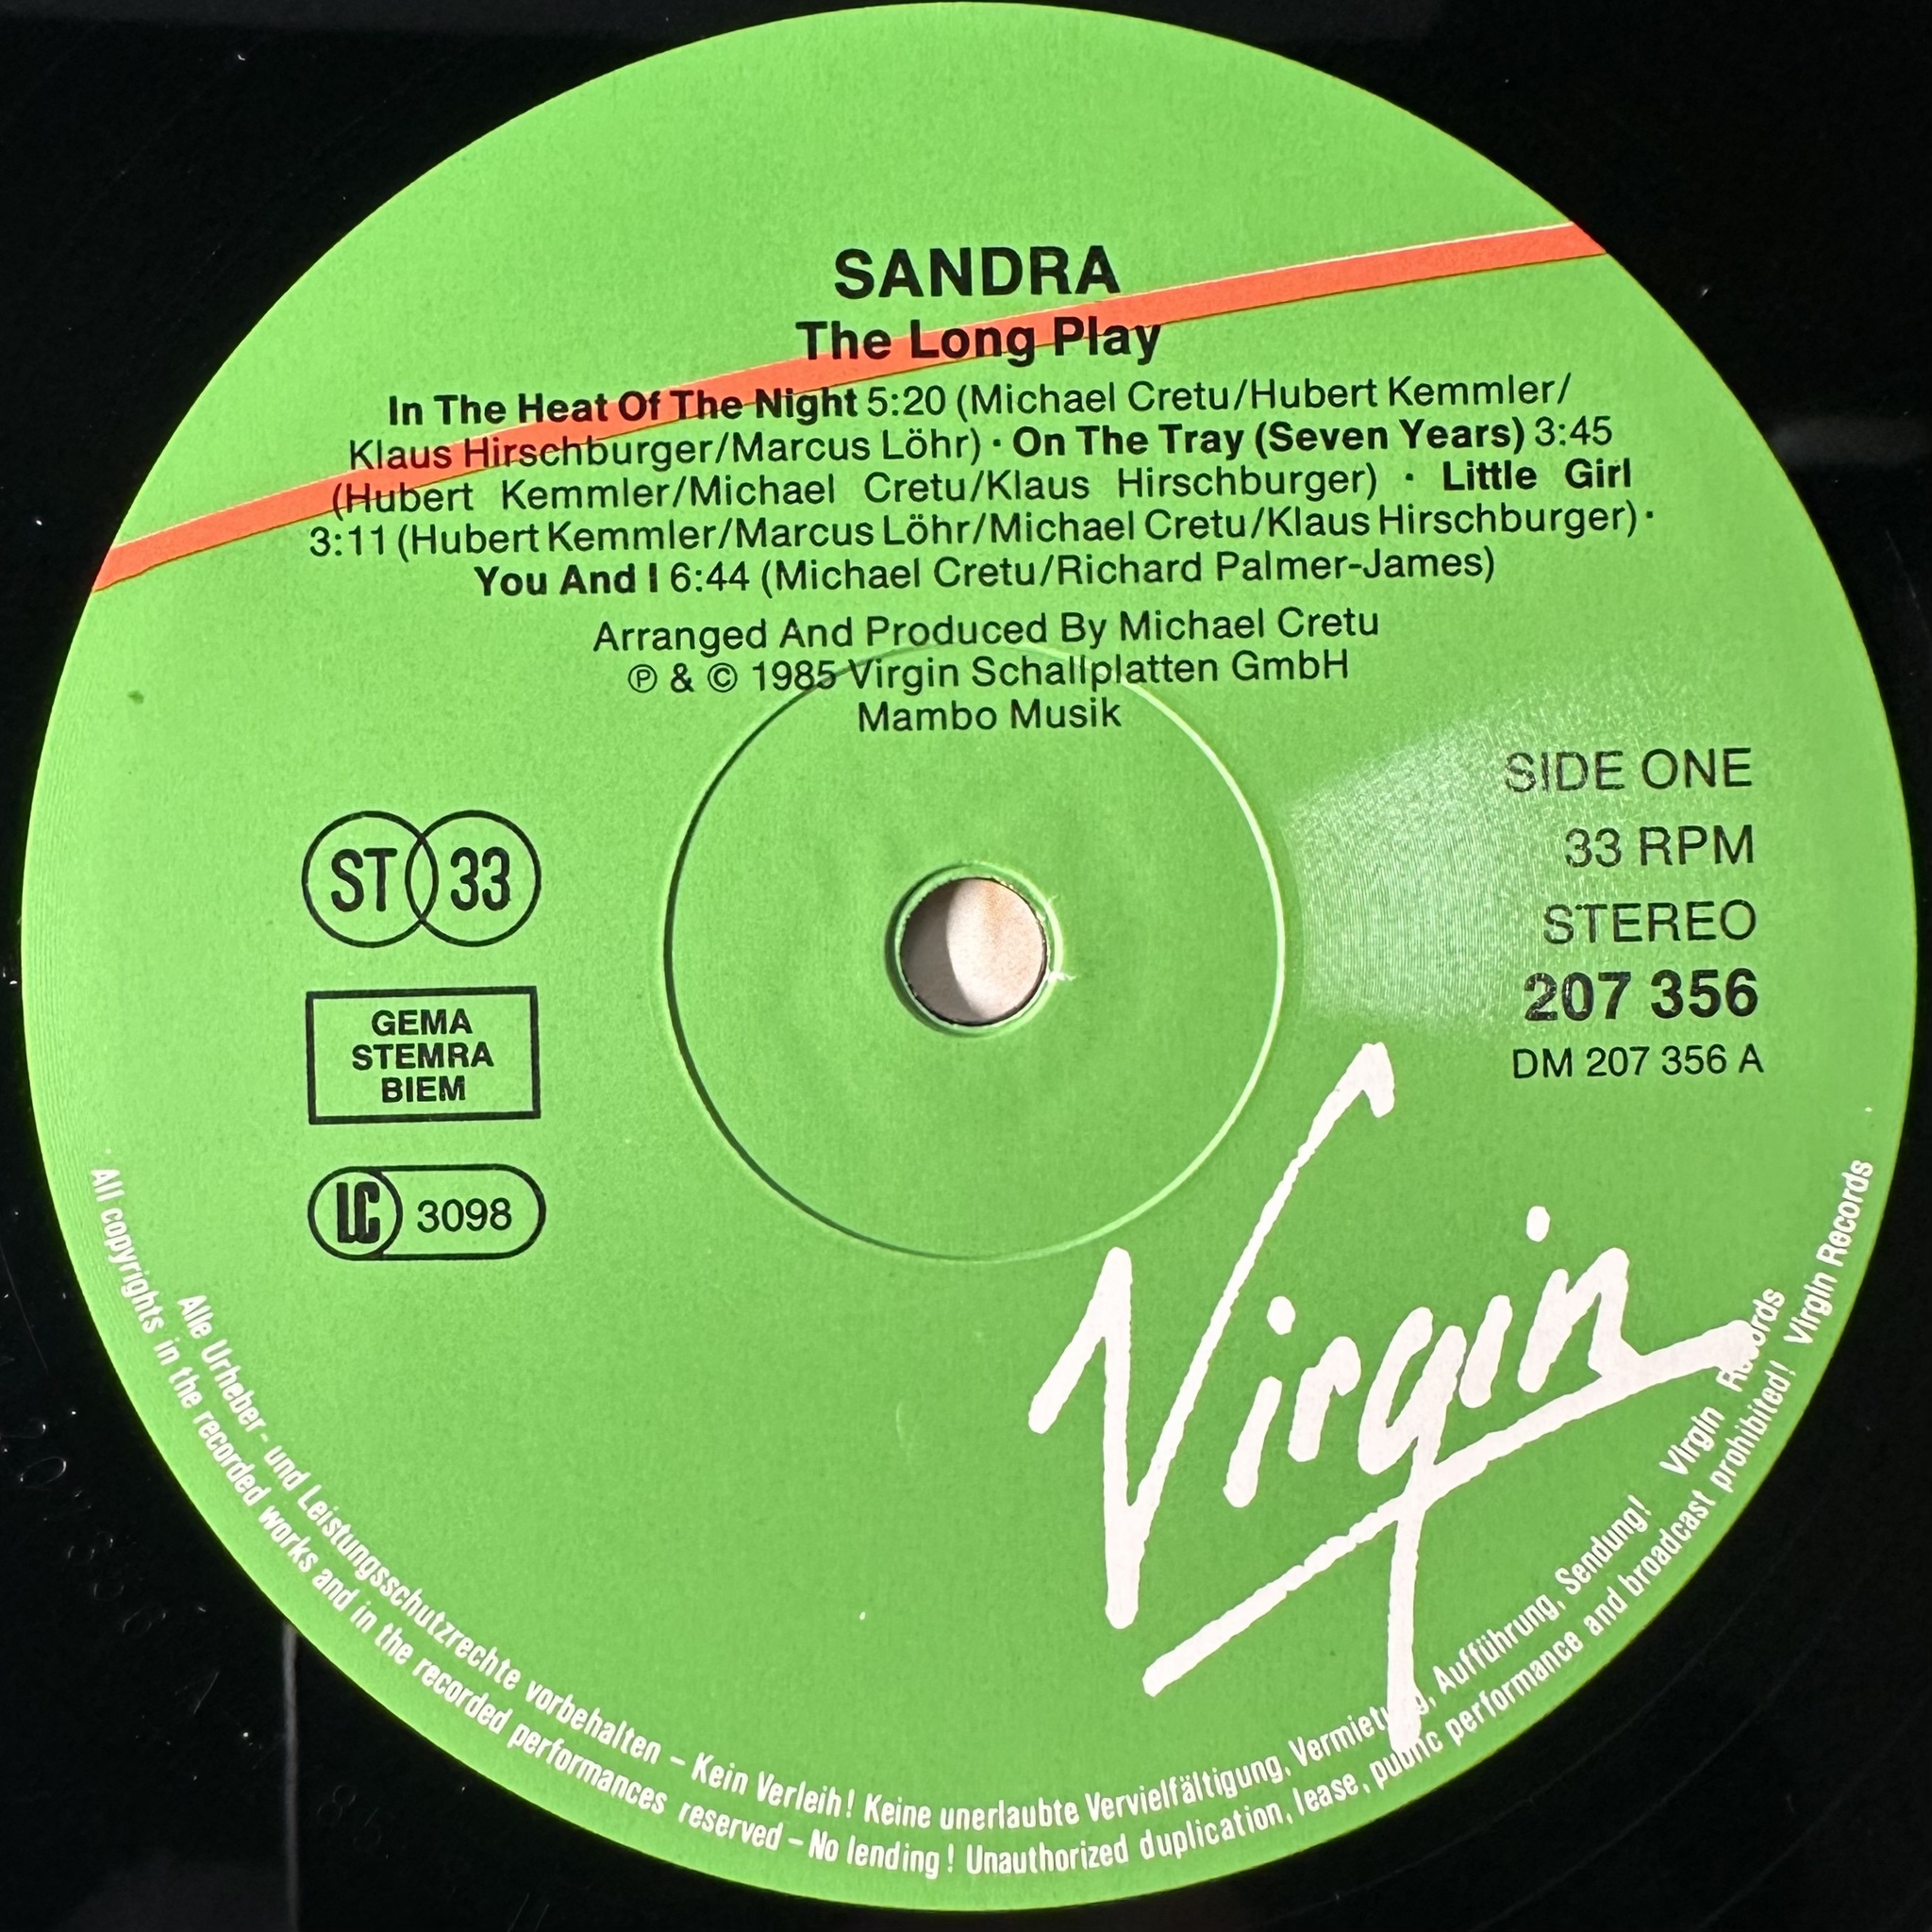 SANDRA
The Long Play
In The Heat Of The Night 5:20 (Michael Cretu/Hubert Kemmler/
Klaus Hirschburger/Marcus Löhr) · On The Tray (Seven Years) 3:45
(Hubert Kemmler/Michael Cretu/Klaus Hirschburger) · Little Girl
3:11 (Hubert Kemmler/Marcus Löhr/Michael Cretu/Klaus Hirschburger) ·
You And I 6:44 (Michael Cretu/Richard Palmer-James)
Arranged And Produced By Michael Cretu
℗ & © 1985 Virgin Schallplatten GmbH
Mambo Musik
SIDE ONE
33 RPM
STEREO
207 356
DM 207 356 A
ST 33
GEMA
STEMRA
BIEM
LC 3098
Virgin
Alle Urheber- und Leistungsschutzrechte vorbehalten – Kein Verleih! Keine unerlaubte Vervielfältigung, Vermietung, Aufführung, Sendung! Virgin Records
All copyrights in the recorded works and in the recorded performances reserved – No lending! Unauthorized duplication, lease, public performance and broadcast prohibited! Virgin Records